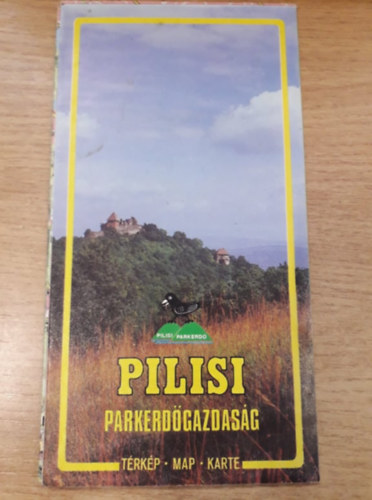 PILISI PARKERDŐ
PILISI
PARKERDŐGAZDASÁG
TÉRKÉP · MAP · KARTE